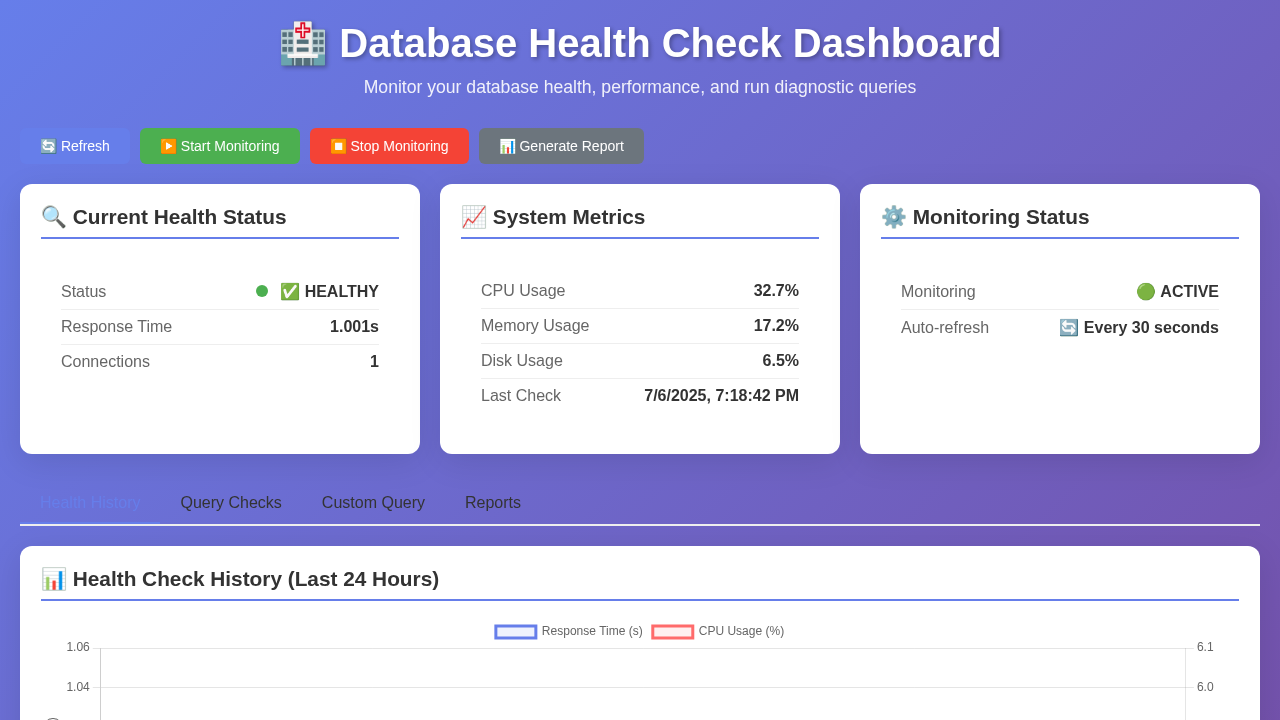 🏥 Database Health Check Dashboard
Monitor your database health, performance, and run diagnostic queries
🔄 Refresh
▶️ Start Monitoring
⏹️ Stop Monitoring
📊 Generate Report
🔍 Current Health Status
Status ✅ HEALTHY
Response Time 1.001s
Connections 1
📈 System Metrics
CPU Usage 32.7%
Memory Usage 17.2%
Disk Usage 6.5%
Last Check 7/6/2025, 7:18:42 PM
⚙️ Monitoring Status
Monitoring 🟢 ACTIVE
Auto-refresh 🔄 Every 30 seconds
Health History
Query Checks
Custom Query
Reports
📊 Health Check History (Last 24 Hours)
Response Time (s)
CPU Usage (%)
1.06
6.1
1.04
6.0